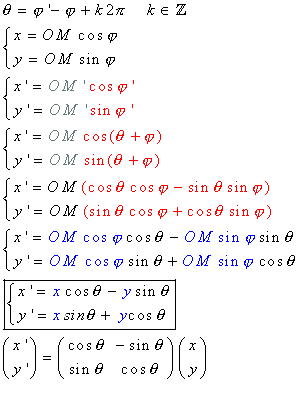 θ = φ' − φ + k 2π k ∈ ℤ
{ x = OM cos φ
y = OM sin φ
{ x' = OM 'cos φ '
y' = OM 'sin φ '
{ x' = OM cos(θ + φ)
y' = OM sin(θ + φ)
{ x' = OM (cos θ cos φ − sin θ sin φ)
y' = OM (sin θ cos φ + cos θ sin φ)
{ x' = OM cos φ cos θ − OM sin φ sin θ
y' = OM cos φ sin θ + OM sin φ cos θ
{ x' = x cos θ − y sin θ
y' = x sin θ + y cos θ
( x' ) = ( cos θ − sin θ ) ( x )
( y' ) ( sin θ cos θ ) ( y )